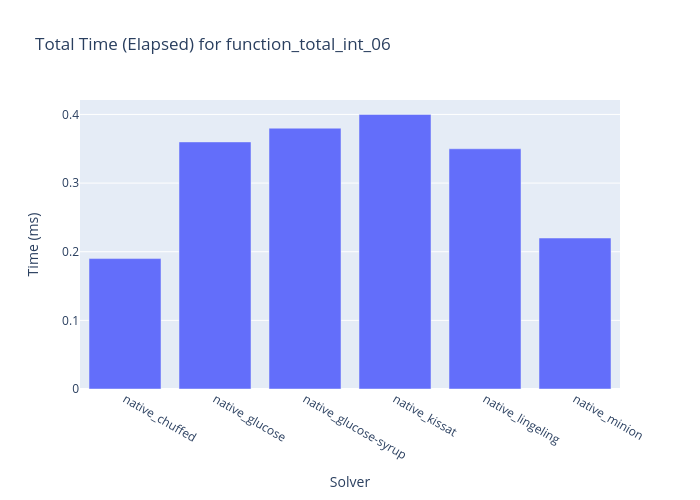 Total Time (Elapsed) for function_total_int_06
Time (ms)
0.4
0.3
0.2
0.1
0
native_chuffed
native_glucose
native_glucose-syrup
native_kissat
native_lingeling
native_minion
Solver